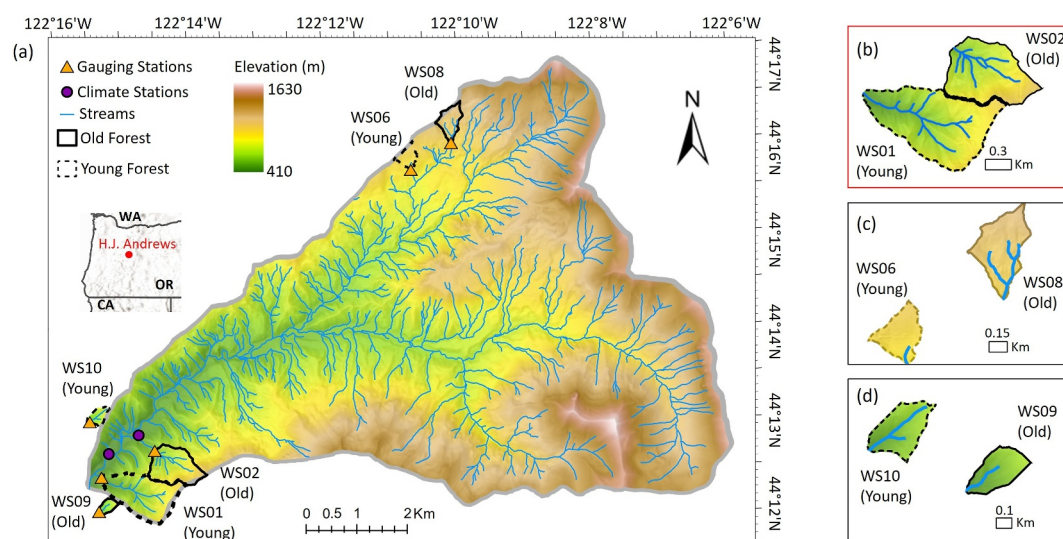 122°16'W 122°14'W 122°12'W 122°10'W 122°8'W 122°6'W
(a)
Gauging Stations
Climate Stations
Streams
Old Forest
Young Forest
Elevation (m)
1630
410
WA
H.J. Andrews
OR
CA
WS08
(Old)
WS06
(Young)
N
44°17'N
44°16'N
44°15'N
44°14'N
44°13'N
44°12'N
WS10
(Young)
WS02
(Old)
WS09
(Old)
WS01
(Young)
0 0.5 1 2 Km
(b)
WS02
(Old)
WS01
(Young)
0.3
Km
(c)
WS06
(Young)
WS08
(Old)
0.15
Km
(d)
WS09
(Old)
WS10
(Young)
0.1
Km